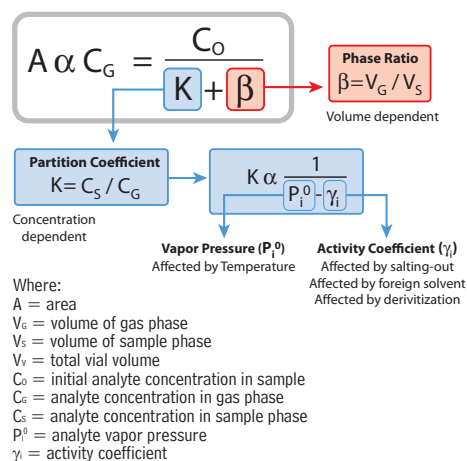 A α C_G = C_O / (K + β)
Phase Ratio
β=V_G / V_S
Volume dependent
Partition Coefficient
K= C_S / C_G
Concentration
dependent
K α 1 / (P_i^0 - γ_i)
Vapor Pressure (P_i^0)
Affected by Temperature
Activity Coefficient (γ_i)
Affected by salting-out
Affected by foreign solvent
Affected by derivitization
Where:
A = area
V_G = volume of gas phase
V_S = volume of sample phase
V_V = total vial volume
C_O = initial analyte concentration in sample
C_G = analyte concentration in gas phase
C_S = analyte concentration in sample phase
P_i^0 = analyte vapor pressure
γ_i = activity coefficient